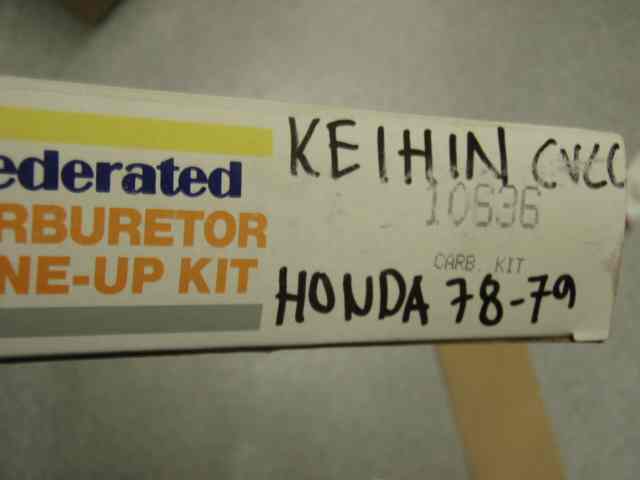 ederated
RBURETOR
NE-UP KIT
KEIHIN CVCC
10536
CARB. KIT
HONDA 78-79